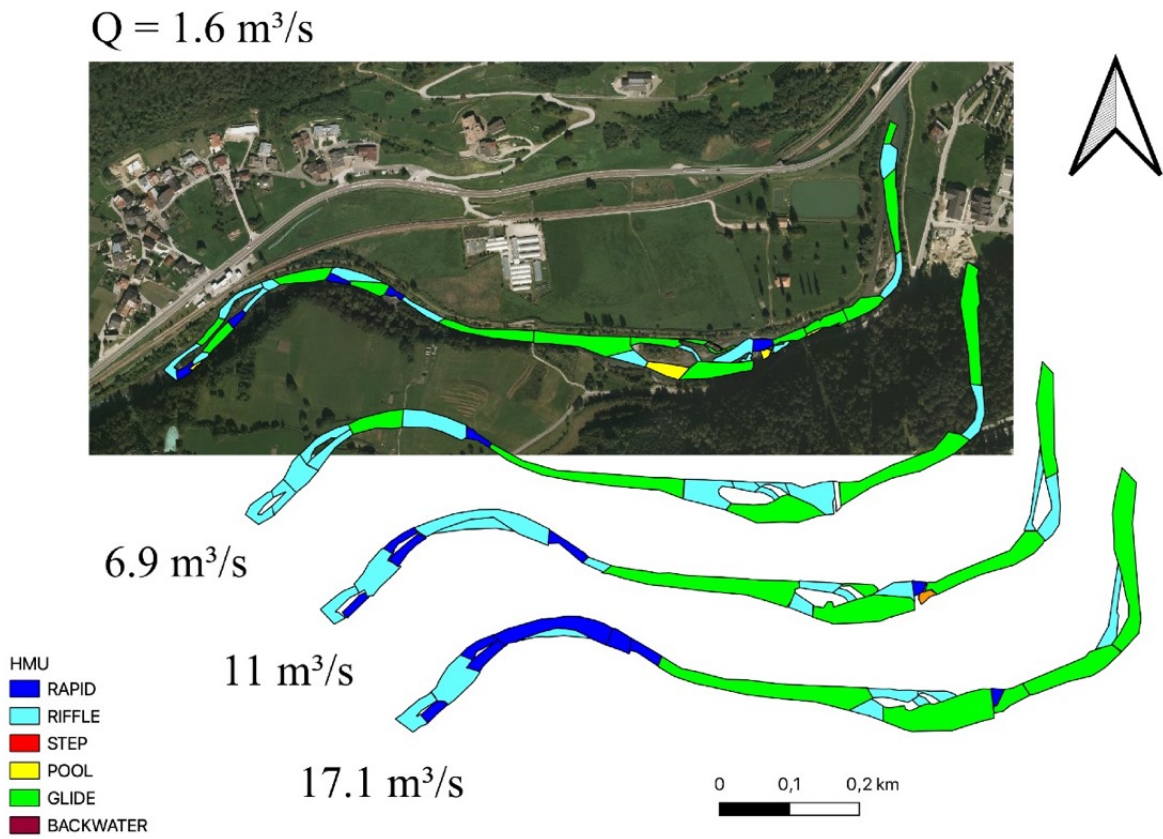 Q = 1.6 m³/s
6.9 m³/s
11 m³/s
17.1 m³/s
HMU
RAPID
RIFFLE
STEP
POOL
GLIDE
BACKWATER
0 0,1 0,2 km